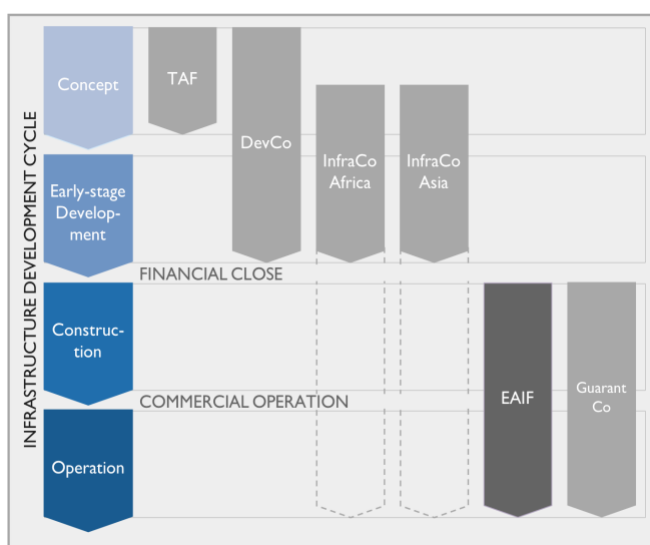 INFRASTRUCTURE DEVELOPMENT CYCLE
Concept
TAF
DevCo
InfraCo
Africa
InfraCo
Asia
Early-stage
Develop-
ment
FINANCIAL CLOSE
Construc-
tion
EAIF
Guarant
Co
COMMERCIAL OPERATION
Operation